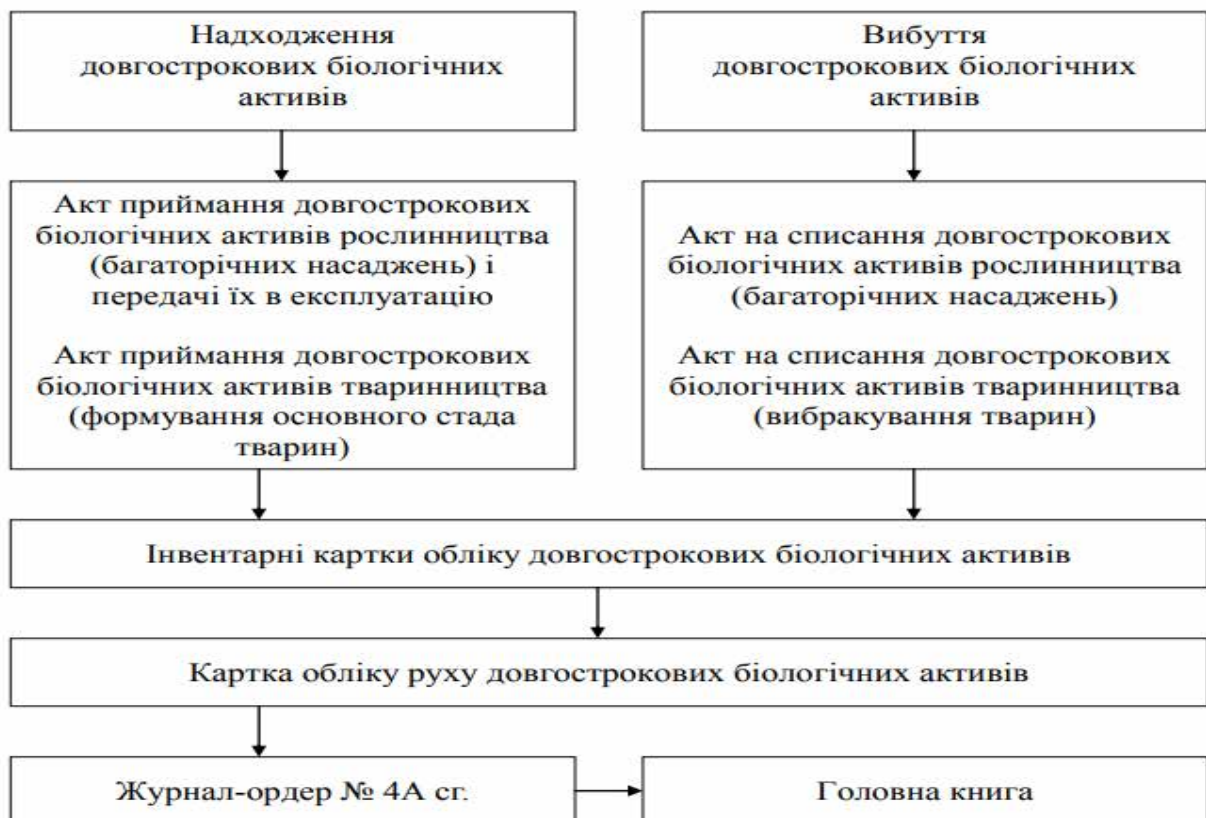 Надходження
довгострокових біологічних
активів
Вибуття
довгострокових біологічних
активів
Акт приймання довгострокових
біологічних активів рослинництва
(багаторічних насаджень) і
передачі їх в експлуатацію
Акт приймання довгострокових
біологічних активів тваринництва
(формування основного стада
тварин)
Акт на списання довгострокових
біологічних активів рослинництва
(багаторічних насаджень)
Акт на списання довгострокових
біологічних активів тваринництва
(вибракування тварин)
Інвентарні картки обліку довгострокових біологічних активів
Картка обліку руху довгострокових біологічних активів
Журнал-ордер № 4А сг.
Головна книга